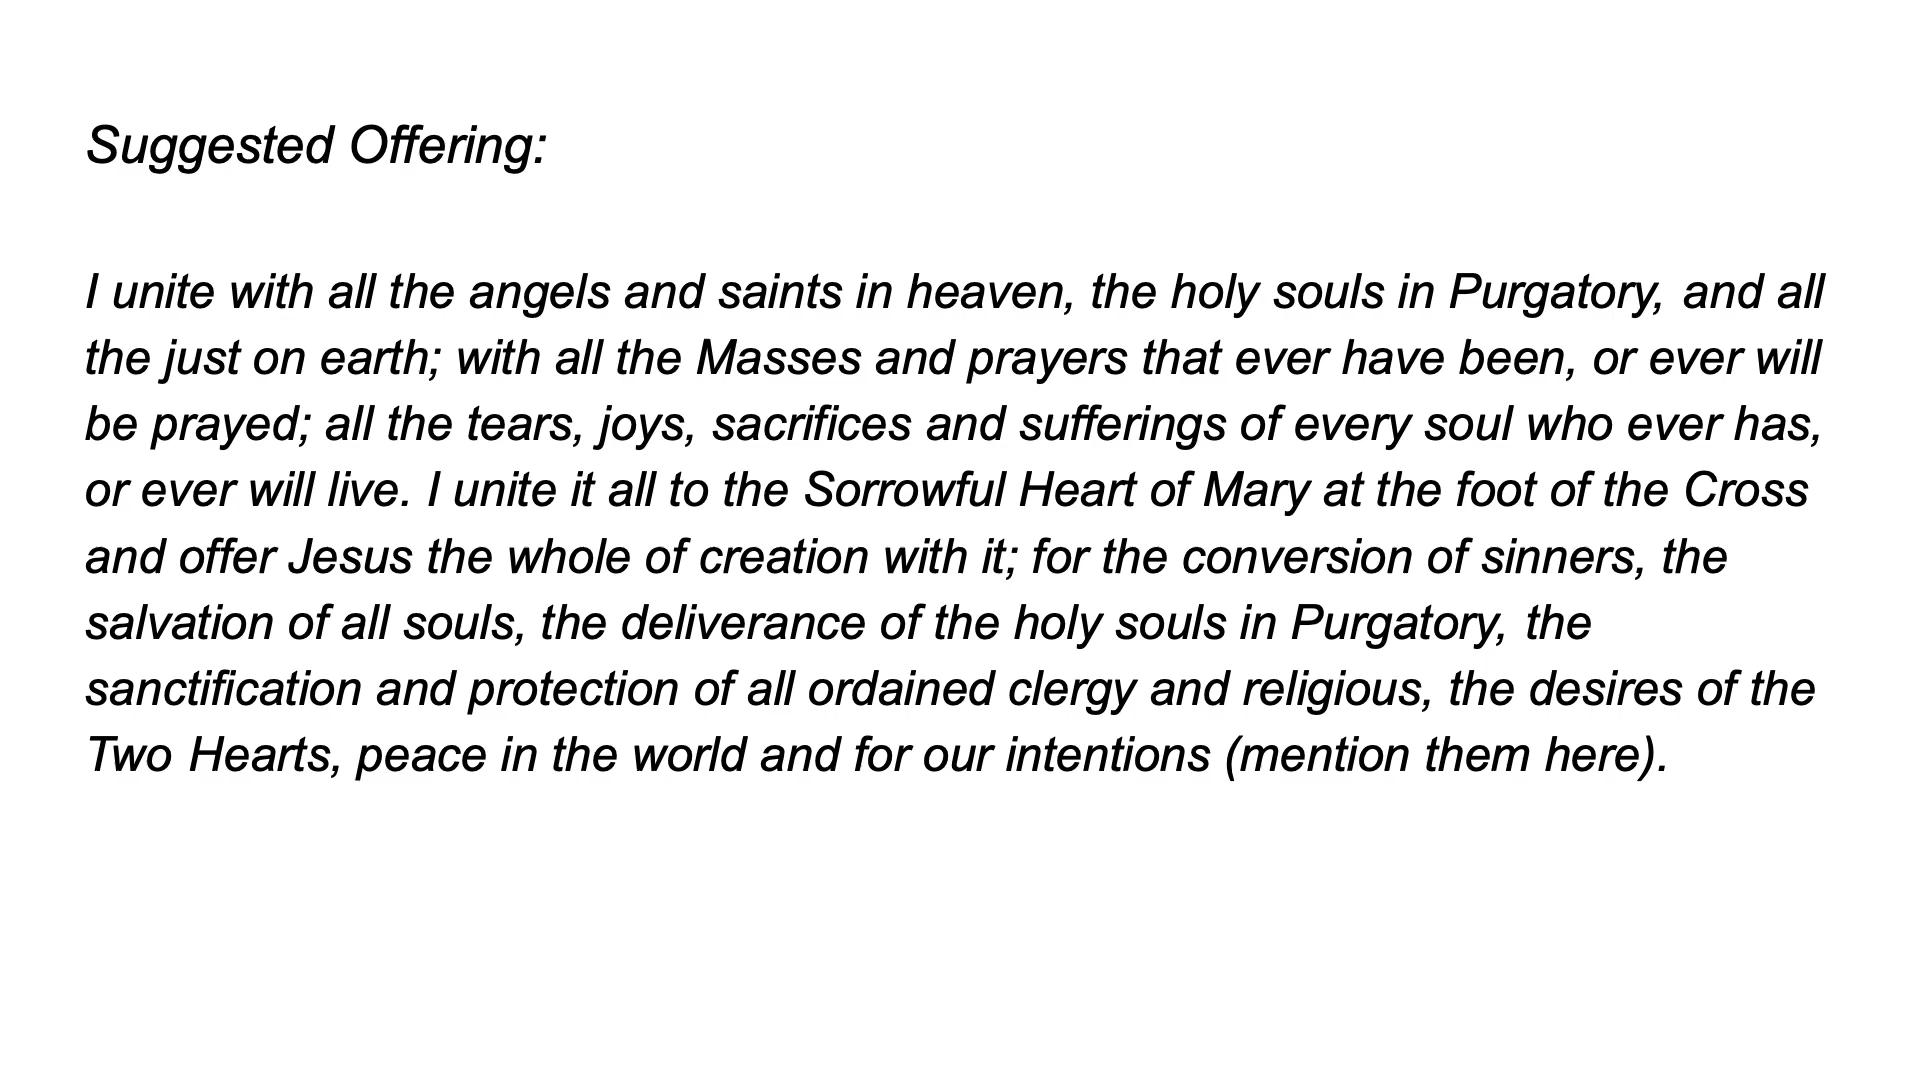 Suggested Offering:
I unite with all the angels and saints in heaven, the holy souls in Purgatory, and all
the just on earth; with all the Masses and prayers that ever have been, or ever will
be prayed; all the tears, joys, sacrifices and sufferings of every soul who ever has,
or ever will live. I unite it all to the Sorrowful Heart of Mary at the foot of the Cross
and offer Jesus the whole of creation with it; for the conversion of sinners, the
salvation of all souls, the deliverance of the holy souls in Purgatory, the
sanctification and protection of all ordained clergy and religious, the desires of the
Two Hearts, peace in the world and for our intentions (mention them here).